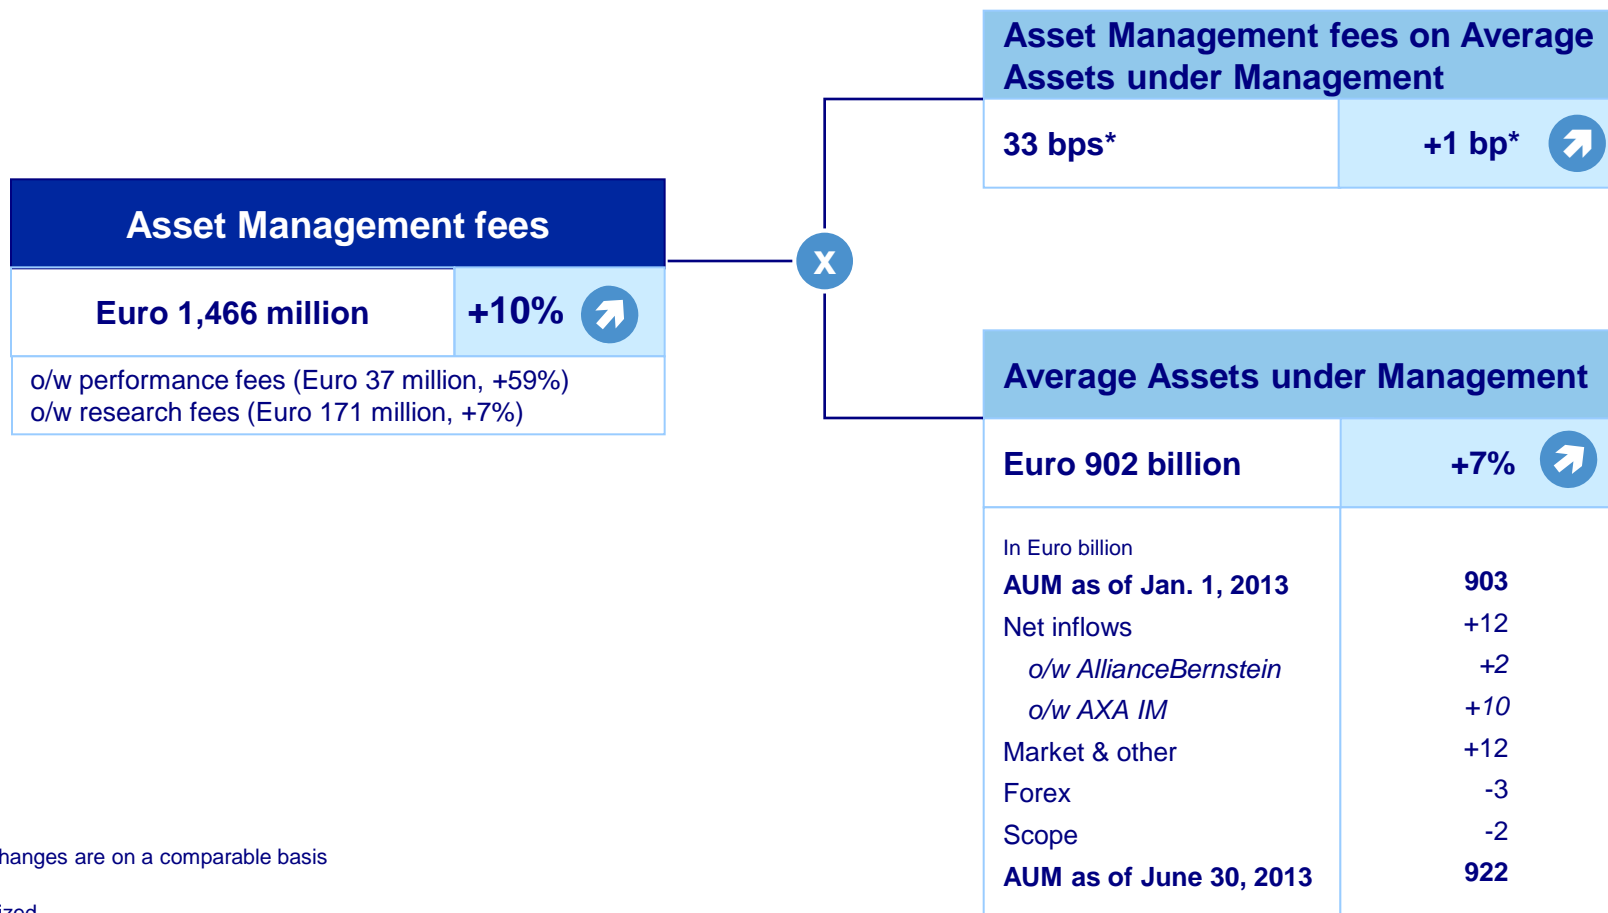 Asset Management fees on Average
Assets under Management
33 bps* +1 bp*
Asset Management fees
Euro 1,466 million +10%
o/w performance fees (Euro 37 million, +59%)
o/w research fees (Euro 171 million, +7%)
x
Average Assets under Management
Euro 902 billion +7%
In Euro billion
AUM as of Jan. 1, 2013 903
Net inflows +12
o/w AllianceBernstein +2
o/w AXA IM +10
Market & other +12
Forex -3
Scope -2
AUM as of June 30, 2013 922
are on a comparable basis